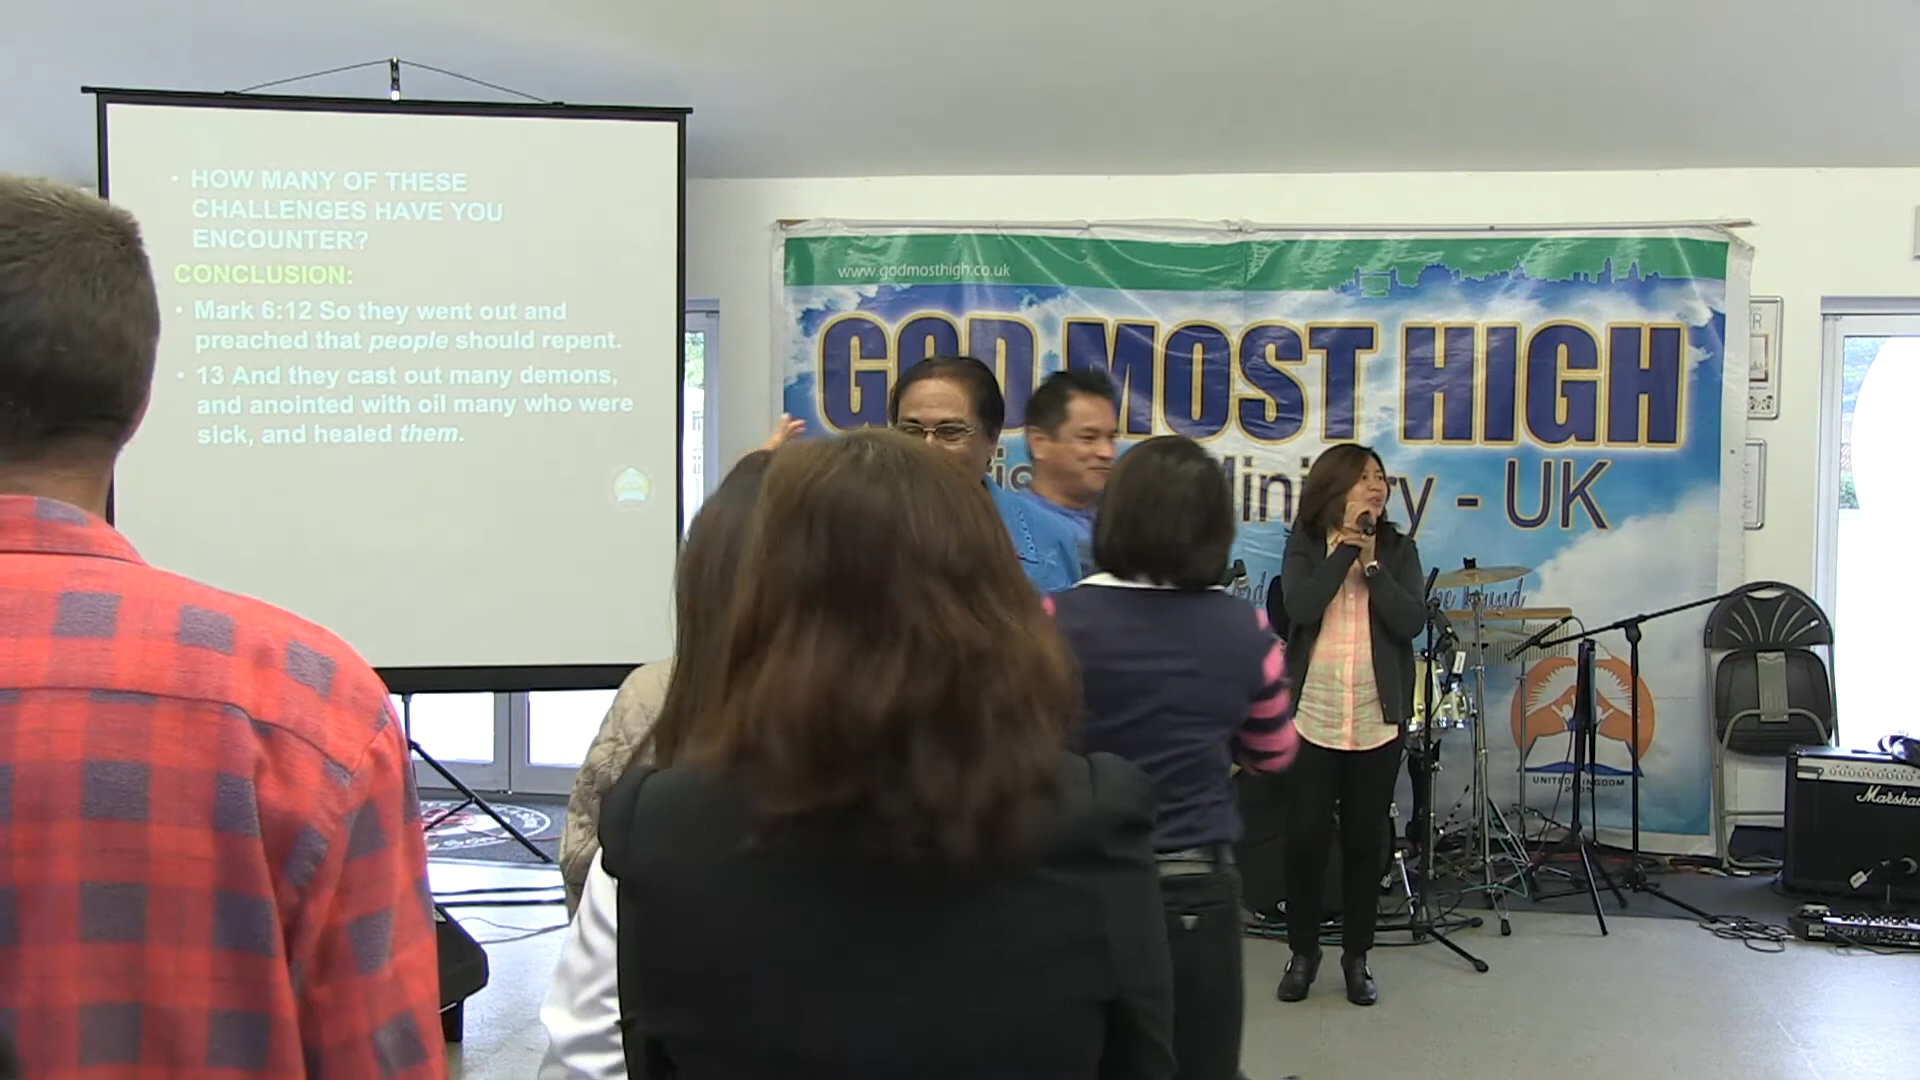 • HOW MANY OF THESE
CHALLENGES HAVE YOU
ENCOUNTER?
CONCLUSION:
• Mark 6:12 So they went out and
preached that people should repent.
• 13 And they cast out many demons,
and anointed with oil many who were
sick, and healed them.
www.godmosthigh.co.uk
GOD MOST HIGH
- UK
UNITED KINGDOM
2005
Marshall